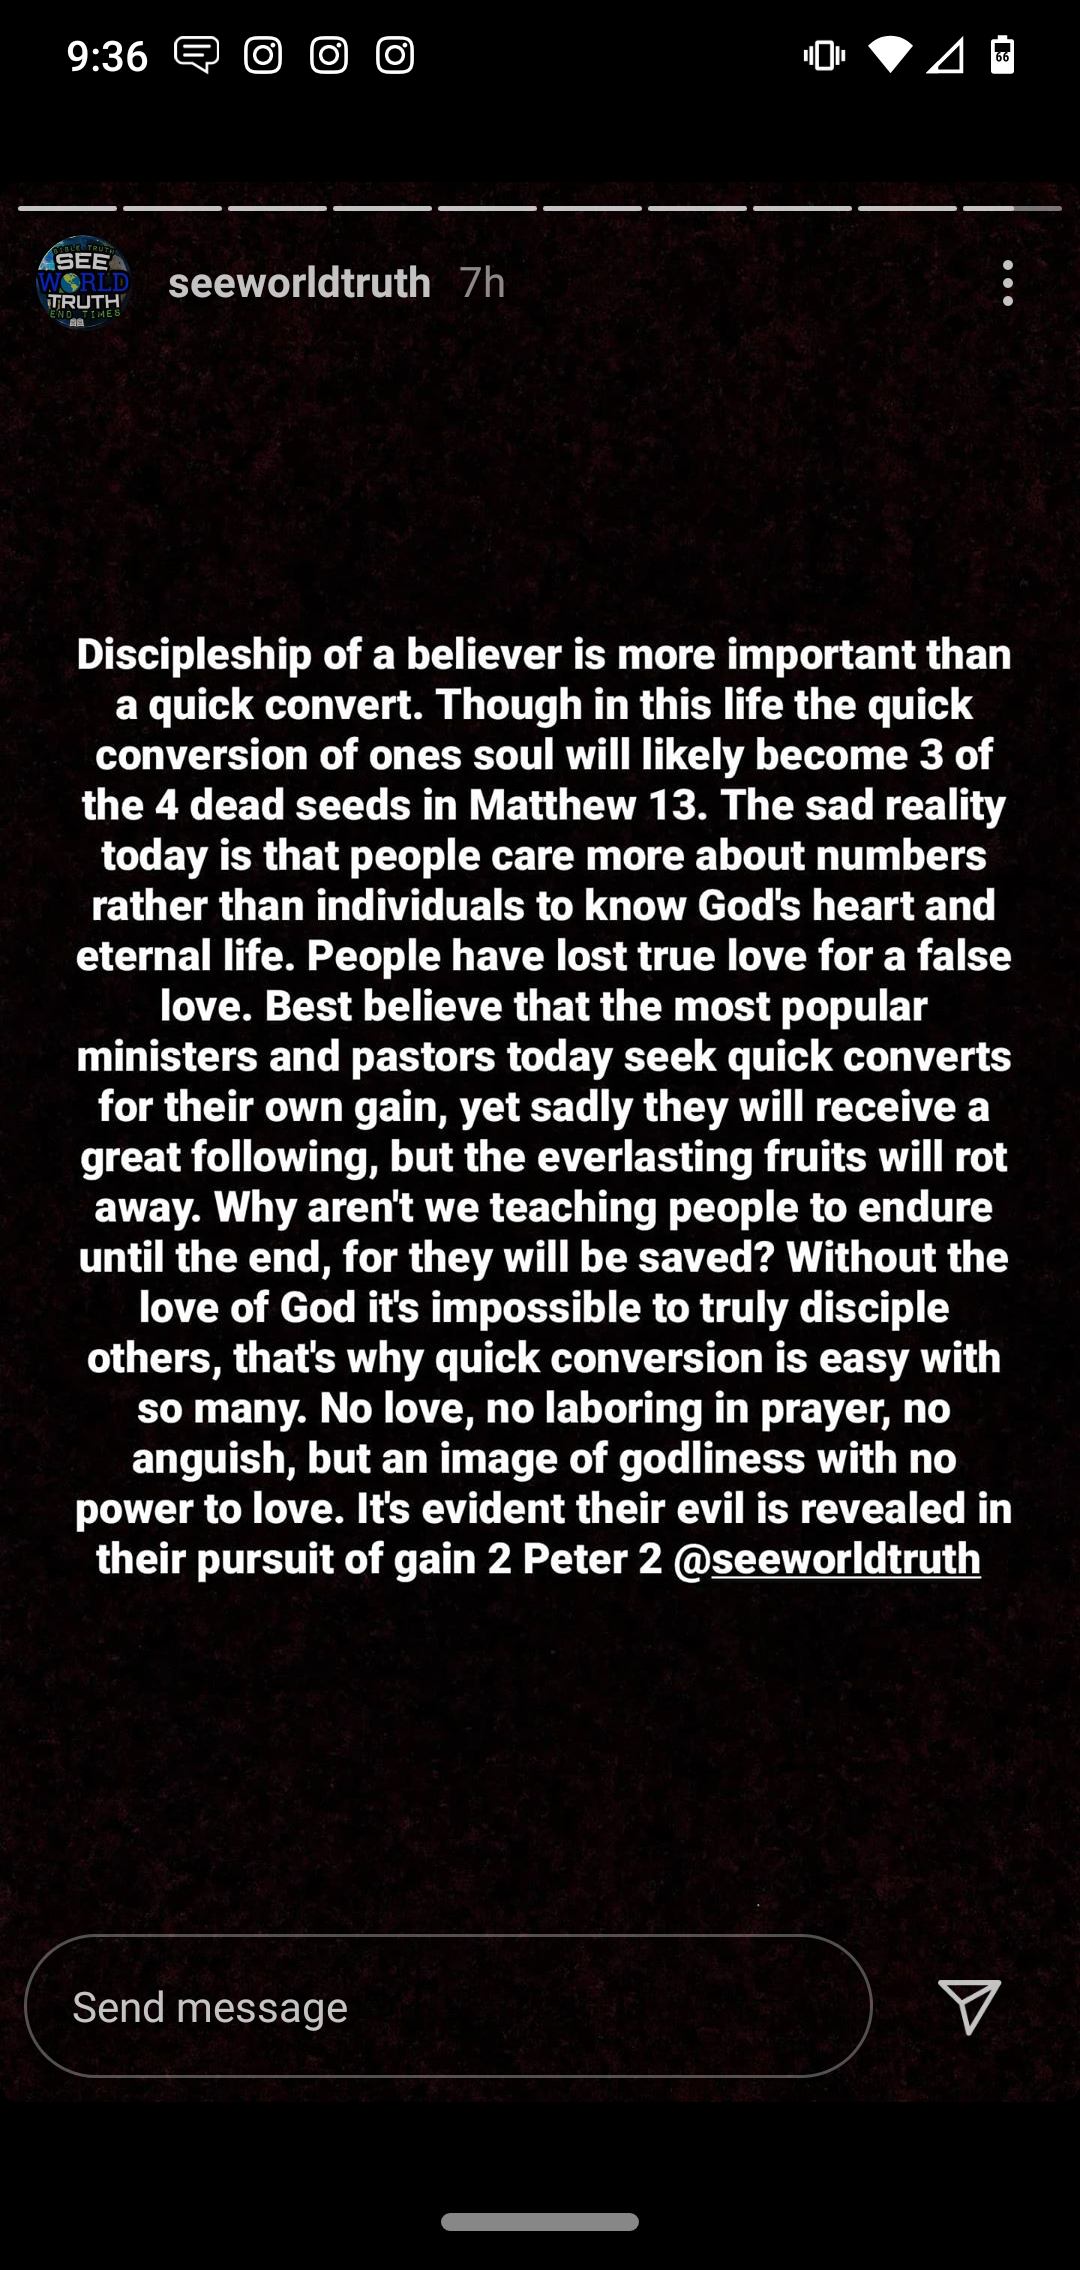 9:36
66
seeworldtruth 7h
BIBLE TRUTH
SEE
WORLD
TRUTH
END TIMES
Discipleship of a believer is more important than
a quick convert. Though in this life the quick
conversion of ones soul will likely become 3 of
the 4 dead seeds in Matthew 13. The sad reality
today is that people care more about numbers
rather than individuals to know God's heart and
eternal life. People have lost true love for a false
love. Best believe that the most popular
ministers and pastors today seek quick converts
for their own gain, yet sadly they will receive a
great following, but the everlasting fruits will rot
away. Why aren't we teaching people to endure
until the end, for they will be saved? Without the
love of God it's impossible to truly disciple
others, that's why quick conversion is easy with
so many. No love, no laboring in prayer, no
anguish, but an image of godliness with no
power to love. It's evident their evil is revealed in
their pursuit of gain 2 Peter 2 @seeworldtruth
Send message